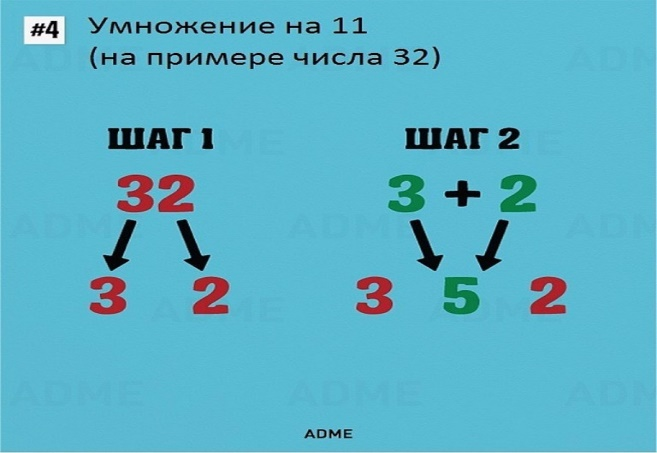 #4 Умножение на 11
(на примере числа 32)
ШАГ 1 ШАГ 2
32 3 + 2
3 2 3 5 2
ADME